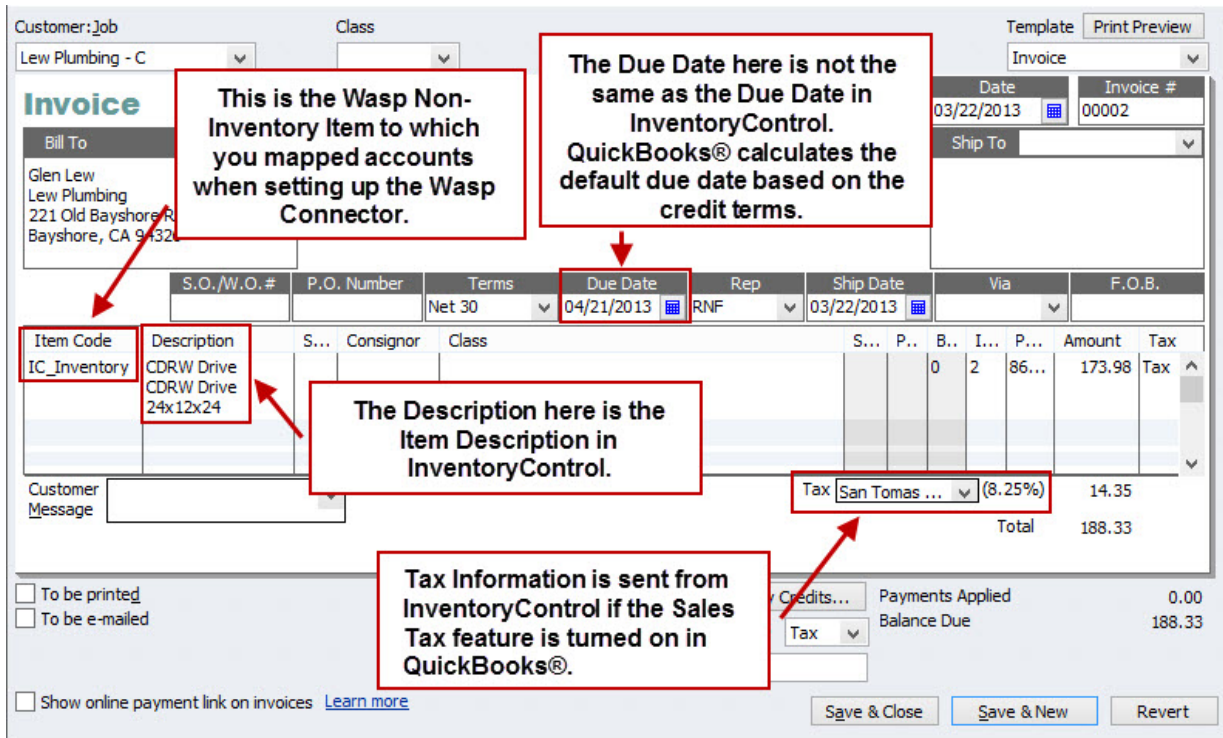 Customer:Job Class Template Print Preview
Lew Plumbing - C Invoice
Invoice
Date Invoice #
03/22/2013 00002
Bill To
Ship To
Glen Lew
Lew Plumbing
221 Old Bayshore R
Bayshore, CA
This is the Wasp Non-
Inventory Item to which
you mapped accounts
when setting up the Wasp
Connector.
The Due Date here is not the
same as the Due Date in
InventoryControl.
QuickBooks® calculates the
default due date based on the
credit terms.
S.O./W.O.# P.O. Number Terms Due Date Rep Ship Date Via F.O.B.
Net 30 04/21/2013 RNF 03/22/2013
Item Code Description S... Consignor Class S... P.. B.. I... P... Amount Tax
IC_Inventory CDRW Drive 0 2 86... 173.98 Tax
CDRW Drive
24x12x24
The Description here is the
Item Description in
InventoryControl.
Customer
Message
Tax San Tomas ... (8.25%) 14.35
Total 188.33
Tax Information is sent from
InventoryControl if the Sales
Tax feature is turned on in
QuickBooks®.
To be printed
To be e-mailed
Credits... Payments Applied 0.00
Tax Balance Due 188.33
Show online payment link on invoices Learn more
Save & Close Save & New Revert